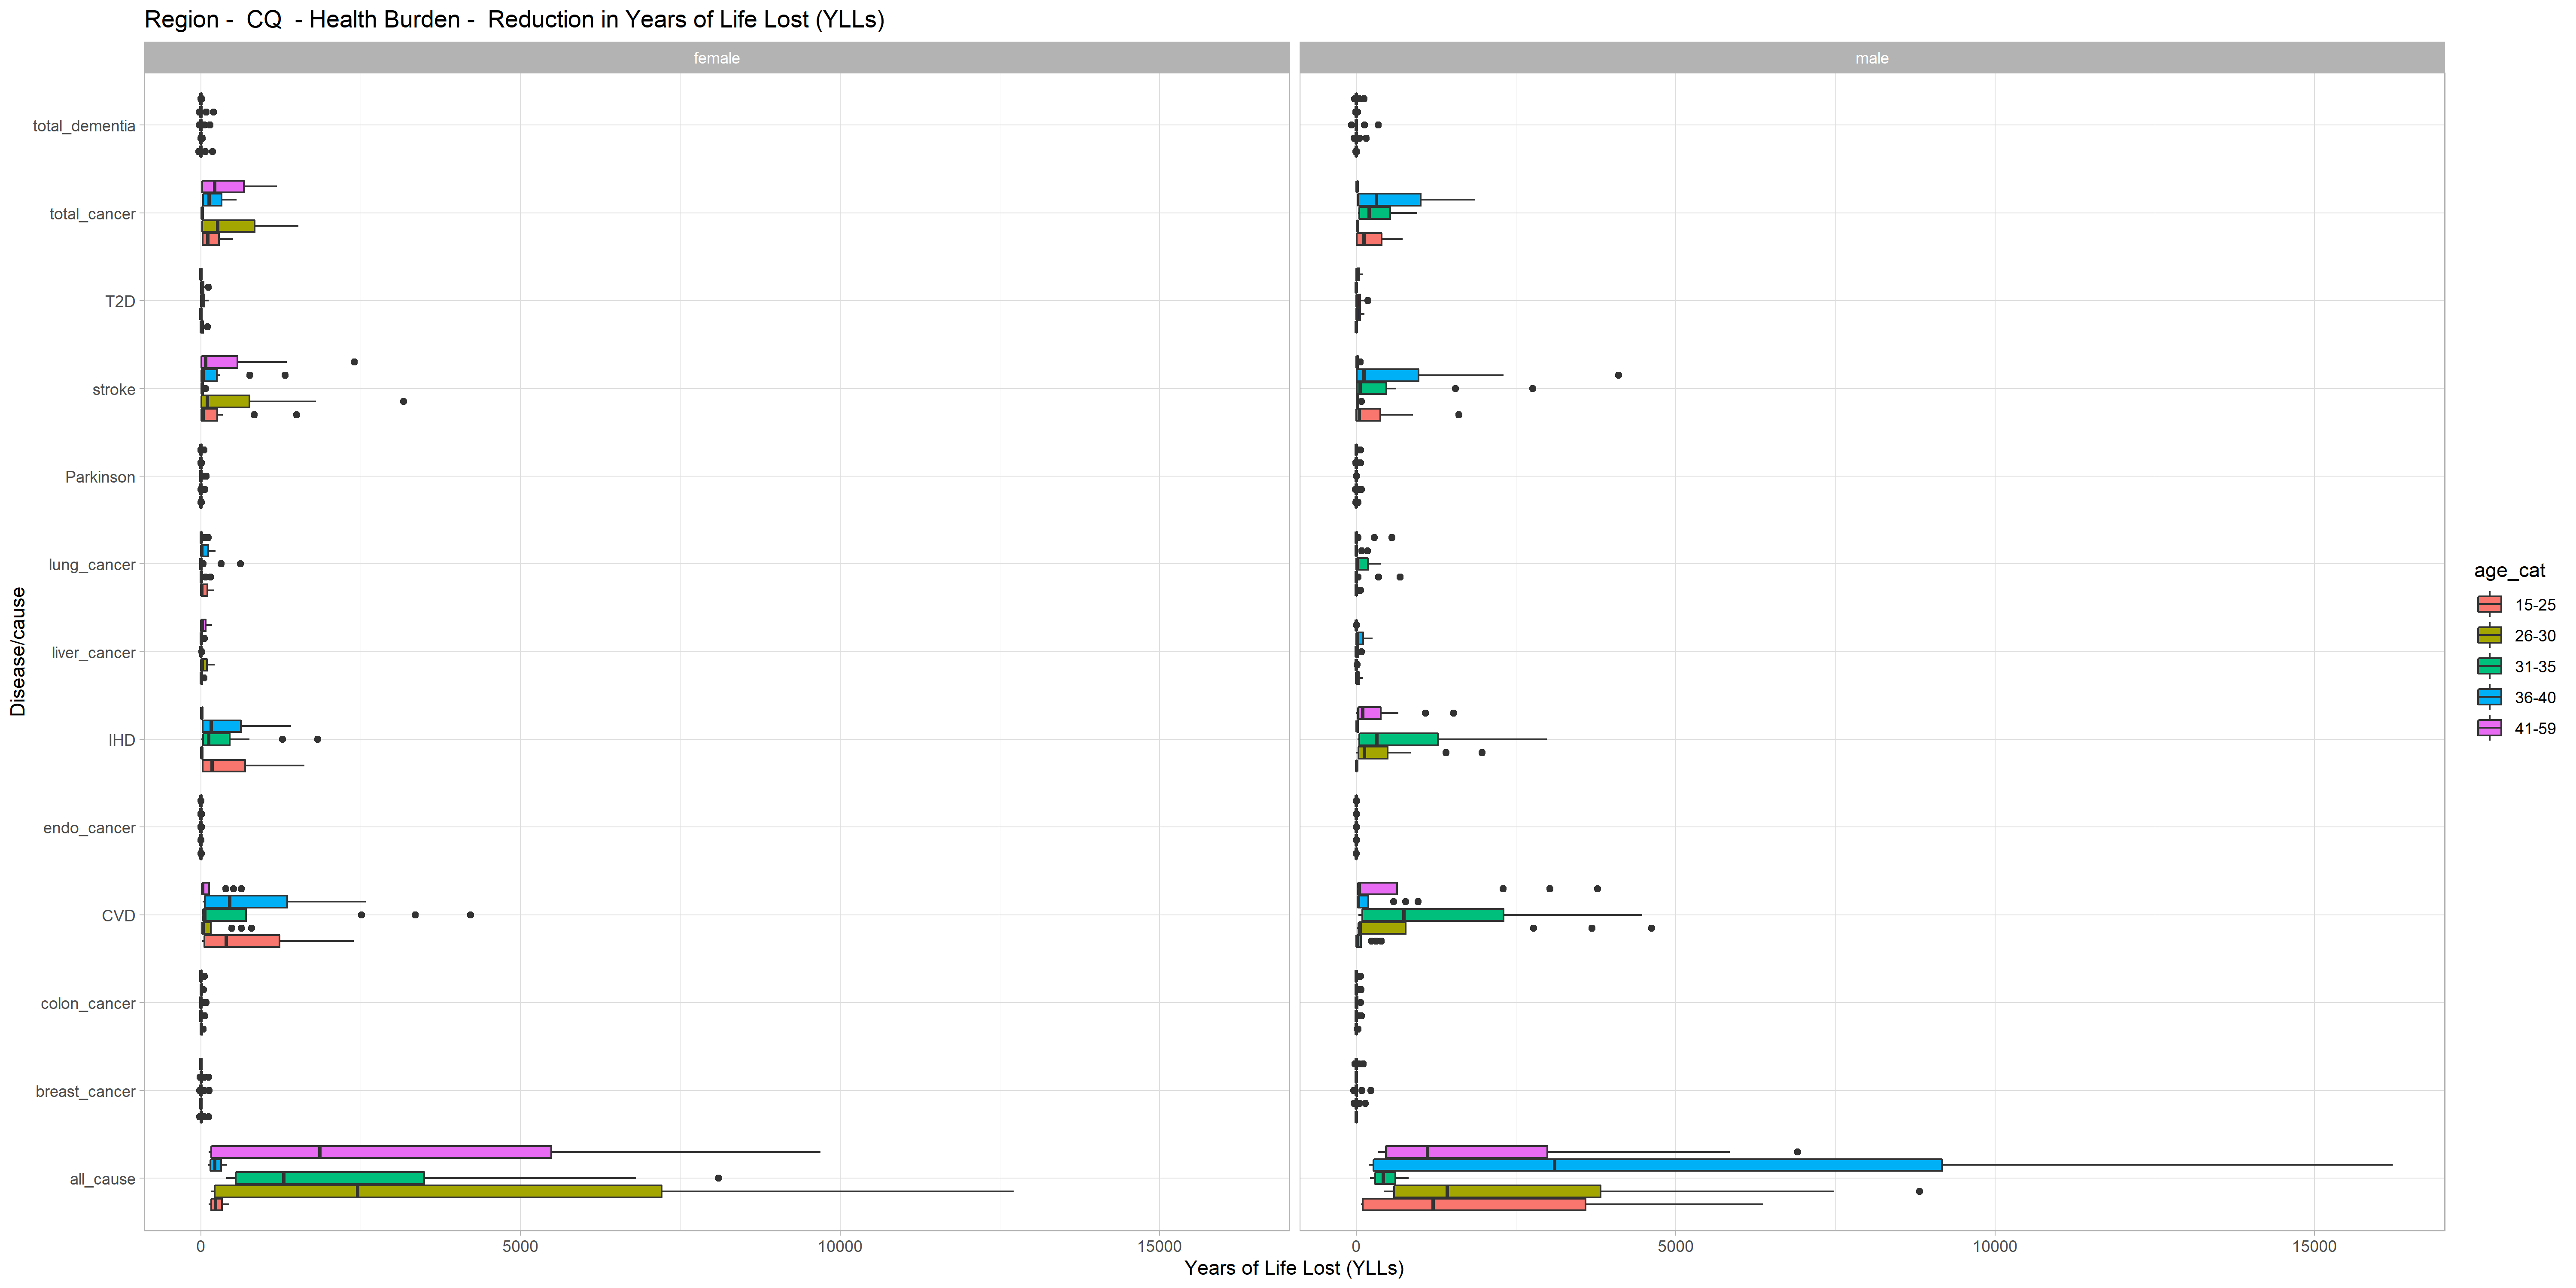 Region -  CQ  - Health Burden -  Reduction in Years of Life Lost (YLLs)
female
male
total_dementia
total_cancer
T2D
stroke
Parkinson
lung_cancer
liver_cancer
IHD
endo_cancer
CVD
colon_cancer
breast_cancer
all_cause
Disease/cause
0 5000 10000 15000
0 5000 10000 15000
Years of Life Lost (YLLs)
age_cat
15-25
26-30
31-35
36-40
41-59